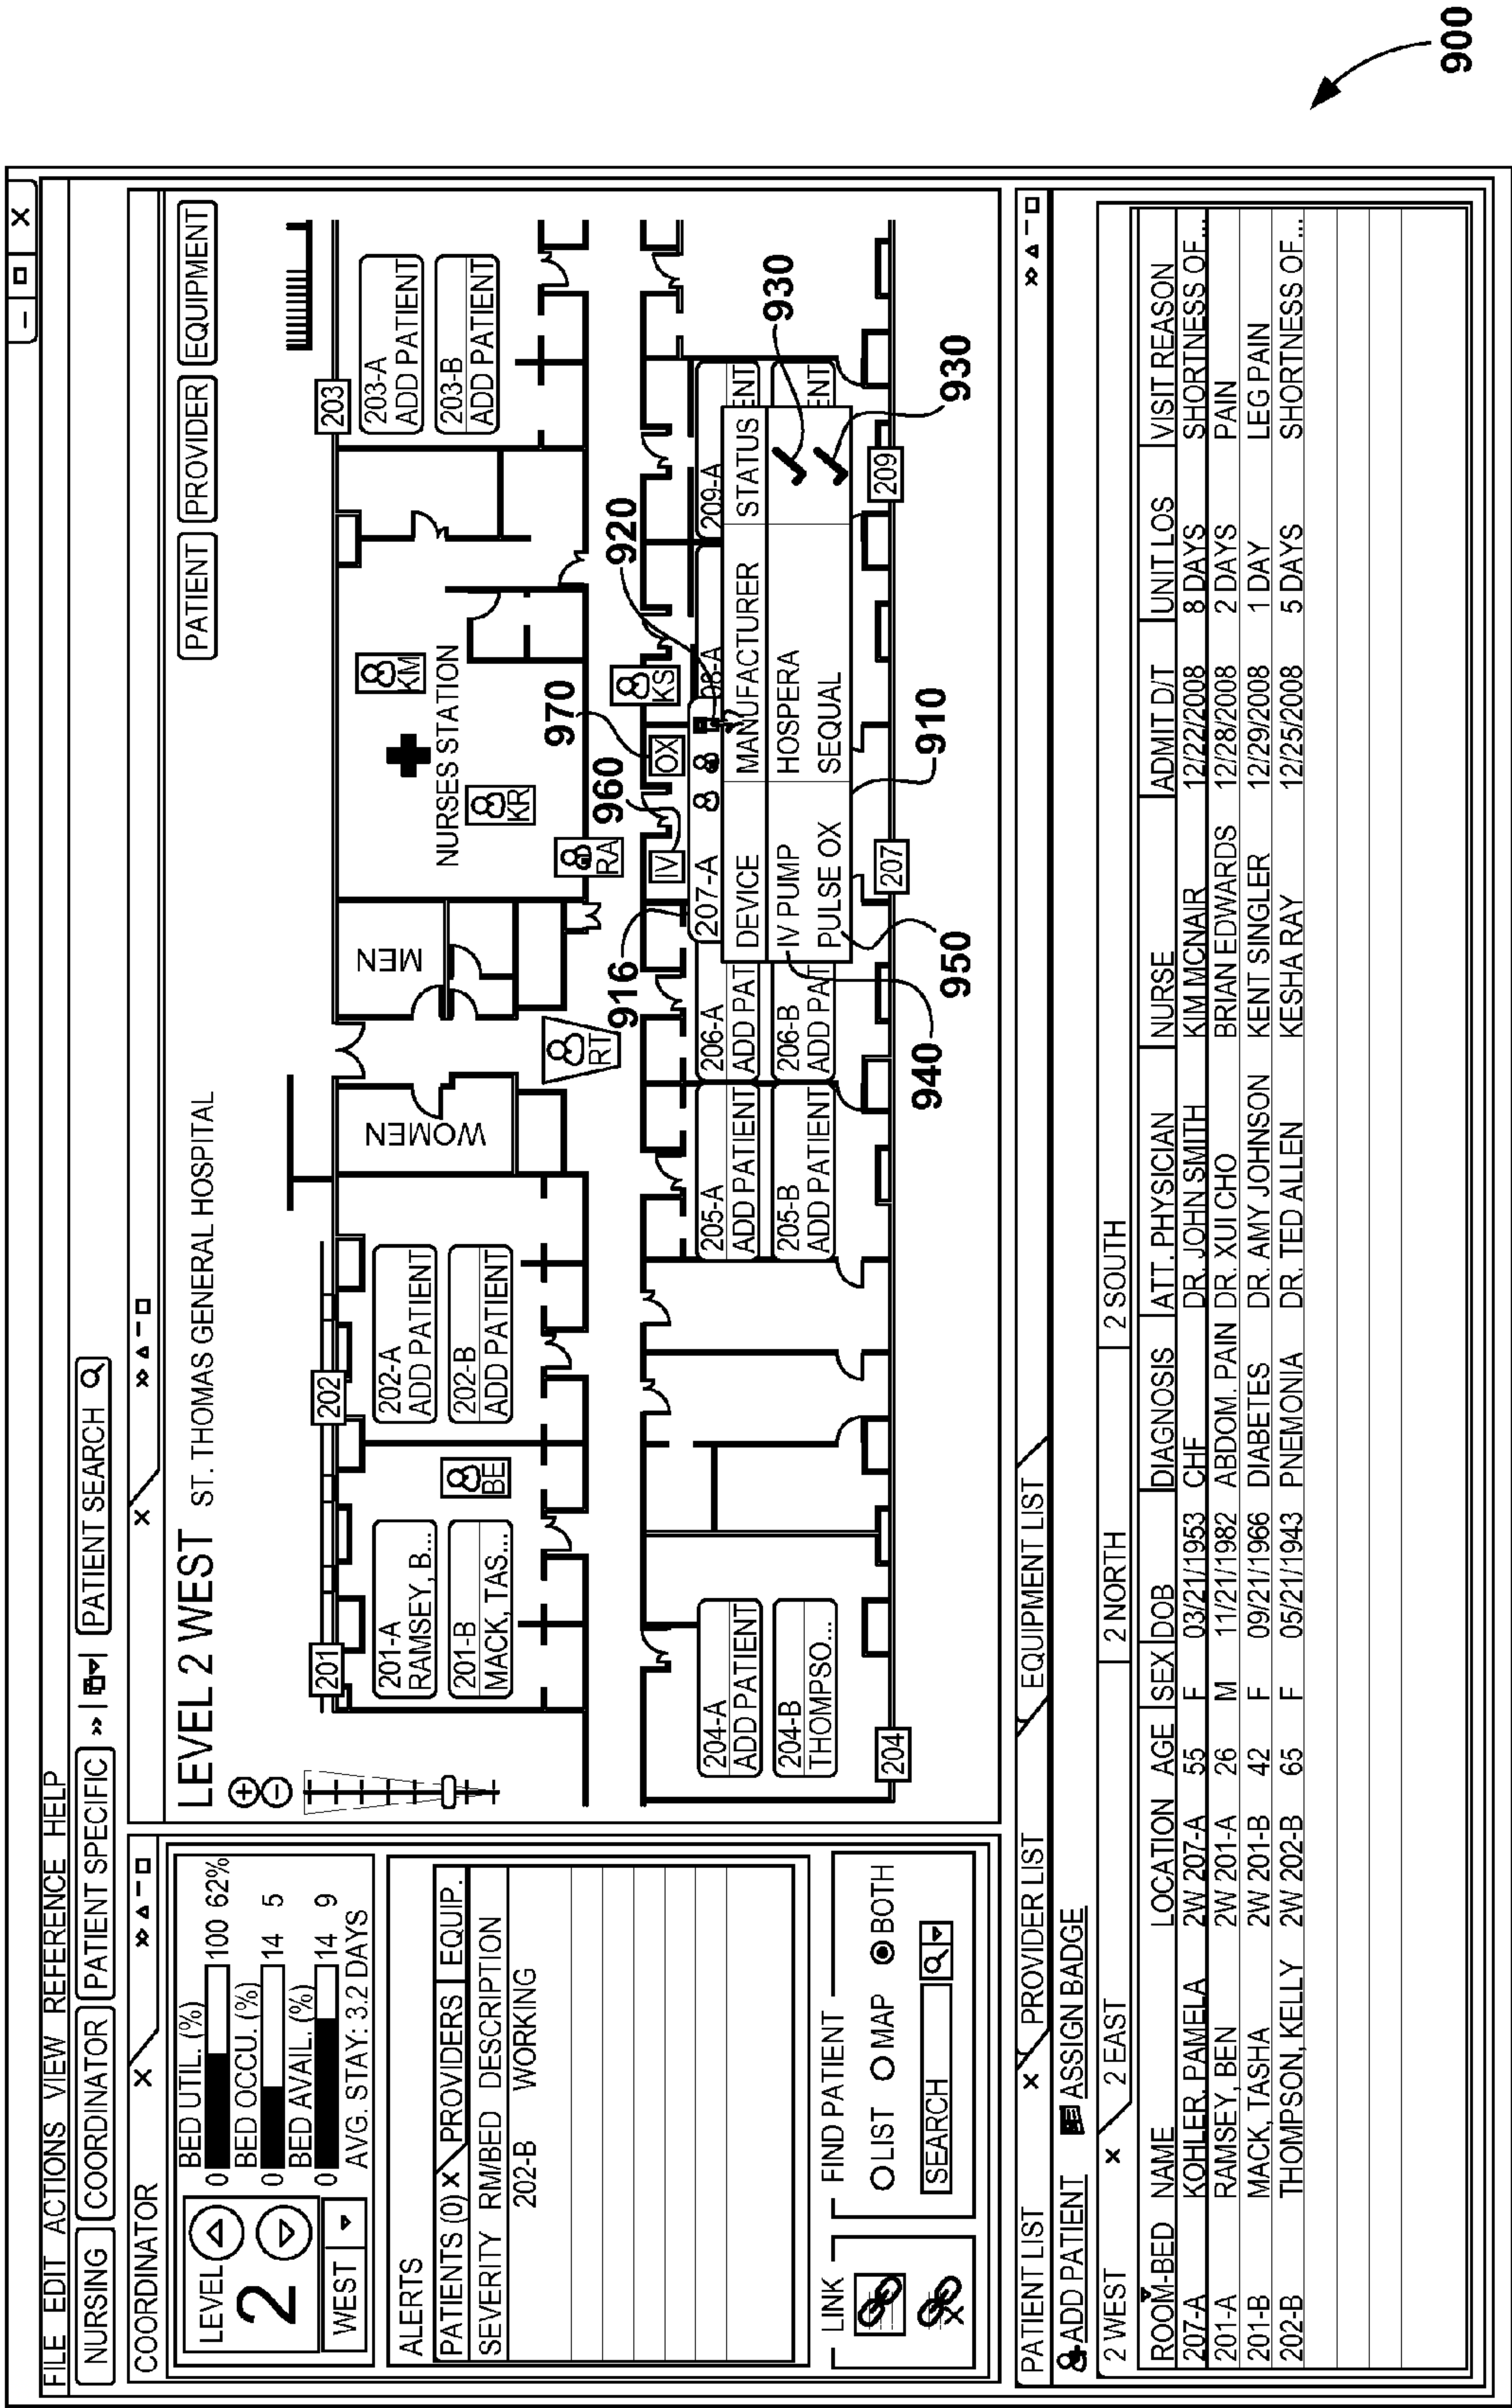 FILE EDIT ACTIONS VIEW REFERENCE HELP
NURSING COORDINATOR PATIENT SPECIFIC » PATIENT SEARCH
COORDINATOR X
LEVEL
2
WEST
BED UTIL. (%)
0 100 62%
BED OCCU. (%)
0 14 5
BED AVAIL. (%)
0 14 9
AVG. STAY: 3.2 DAYS
ALERTS
PATIENTS (0) X PROVIDERS EQUIP.
SEVERITY RM/BED DESCRIPTION
202-B WORKING
LINK
FIND PATIENT
LIST MAP BOTH
SEARCH
X
LEVEL 2 WEST ST. THOMAS GENERAL HOSPITAL
PATIENT PROVIDER EQUIPMENT
201
202
203
201-A
RAMSEY, B...
201-B
MACK, TAS...
BE
202-A
ADD PATIENT
202-B
ADD PATIENT
WOMEN
MEN
RT
NURSES STATION
KM
KR
RA
203-A
ADD PATIENT
203-B
ADD PATIENT
916
960
970
920
IV
OX
KS
204-A
ADD PATIENT
204-B
THOMPSO...
205-A
ADD PATIENT
205-B
ADD PATIENT
206-A
ADD PAT
206-B
ADD PAT
207-A
08-A
209-A
ENT
ENT
DEVICE MANUFACTURER STATUS
IV PUMP HOSPERA
PULSE OX SEQUAL
930
930
204
207
209
940
950
910
PATIENT LIST X PROVIDER LIST EQUIPMENT LIST
ADD PATIENT ASSIGN BADGE
2 WEST X 2 EAST 2 NORTH 2 SOUTH
ROOM-BED NAME LOCATION AGE SEX DOB DIAGNOSIS ATT. PHYSICIAN NURSE ADMIT D/T UNIT LOS VISIT REASON
207-A KOHLER, PAMELA 2W 207-A 55 F 03/21/1953 CHF DR. JOHN SMITH KIM MCNAIR 12/22/2008 8 DAYS SHORTNESS OF...
201-A RAMSEY, BEN 2W 201-A 26 M 11/21/1982 ABDOM. PAIN DR. XUI CHO BRIAN EDWARDS 12/28/2008 2 DAYS PAIN
201-B MACK, TASHA 2W 201-B 42 F 09/21/1966 DIABETES DR. AMY JOHNSON KENT SINGLER 12/29/2008 1 DAY LEG PAIN
202-B THOMPSON, KELLY 2W 202-B 65 F 05/21/1943 PNEMONIA DR. TED ALLEN KESHA RAY 12/25/2008 5 DAYS SHORTNESS OF...
900